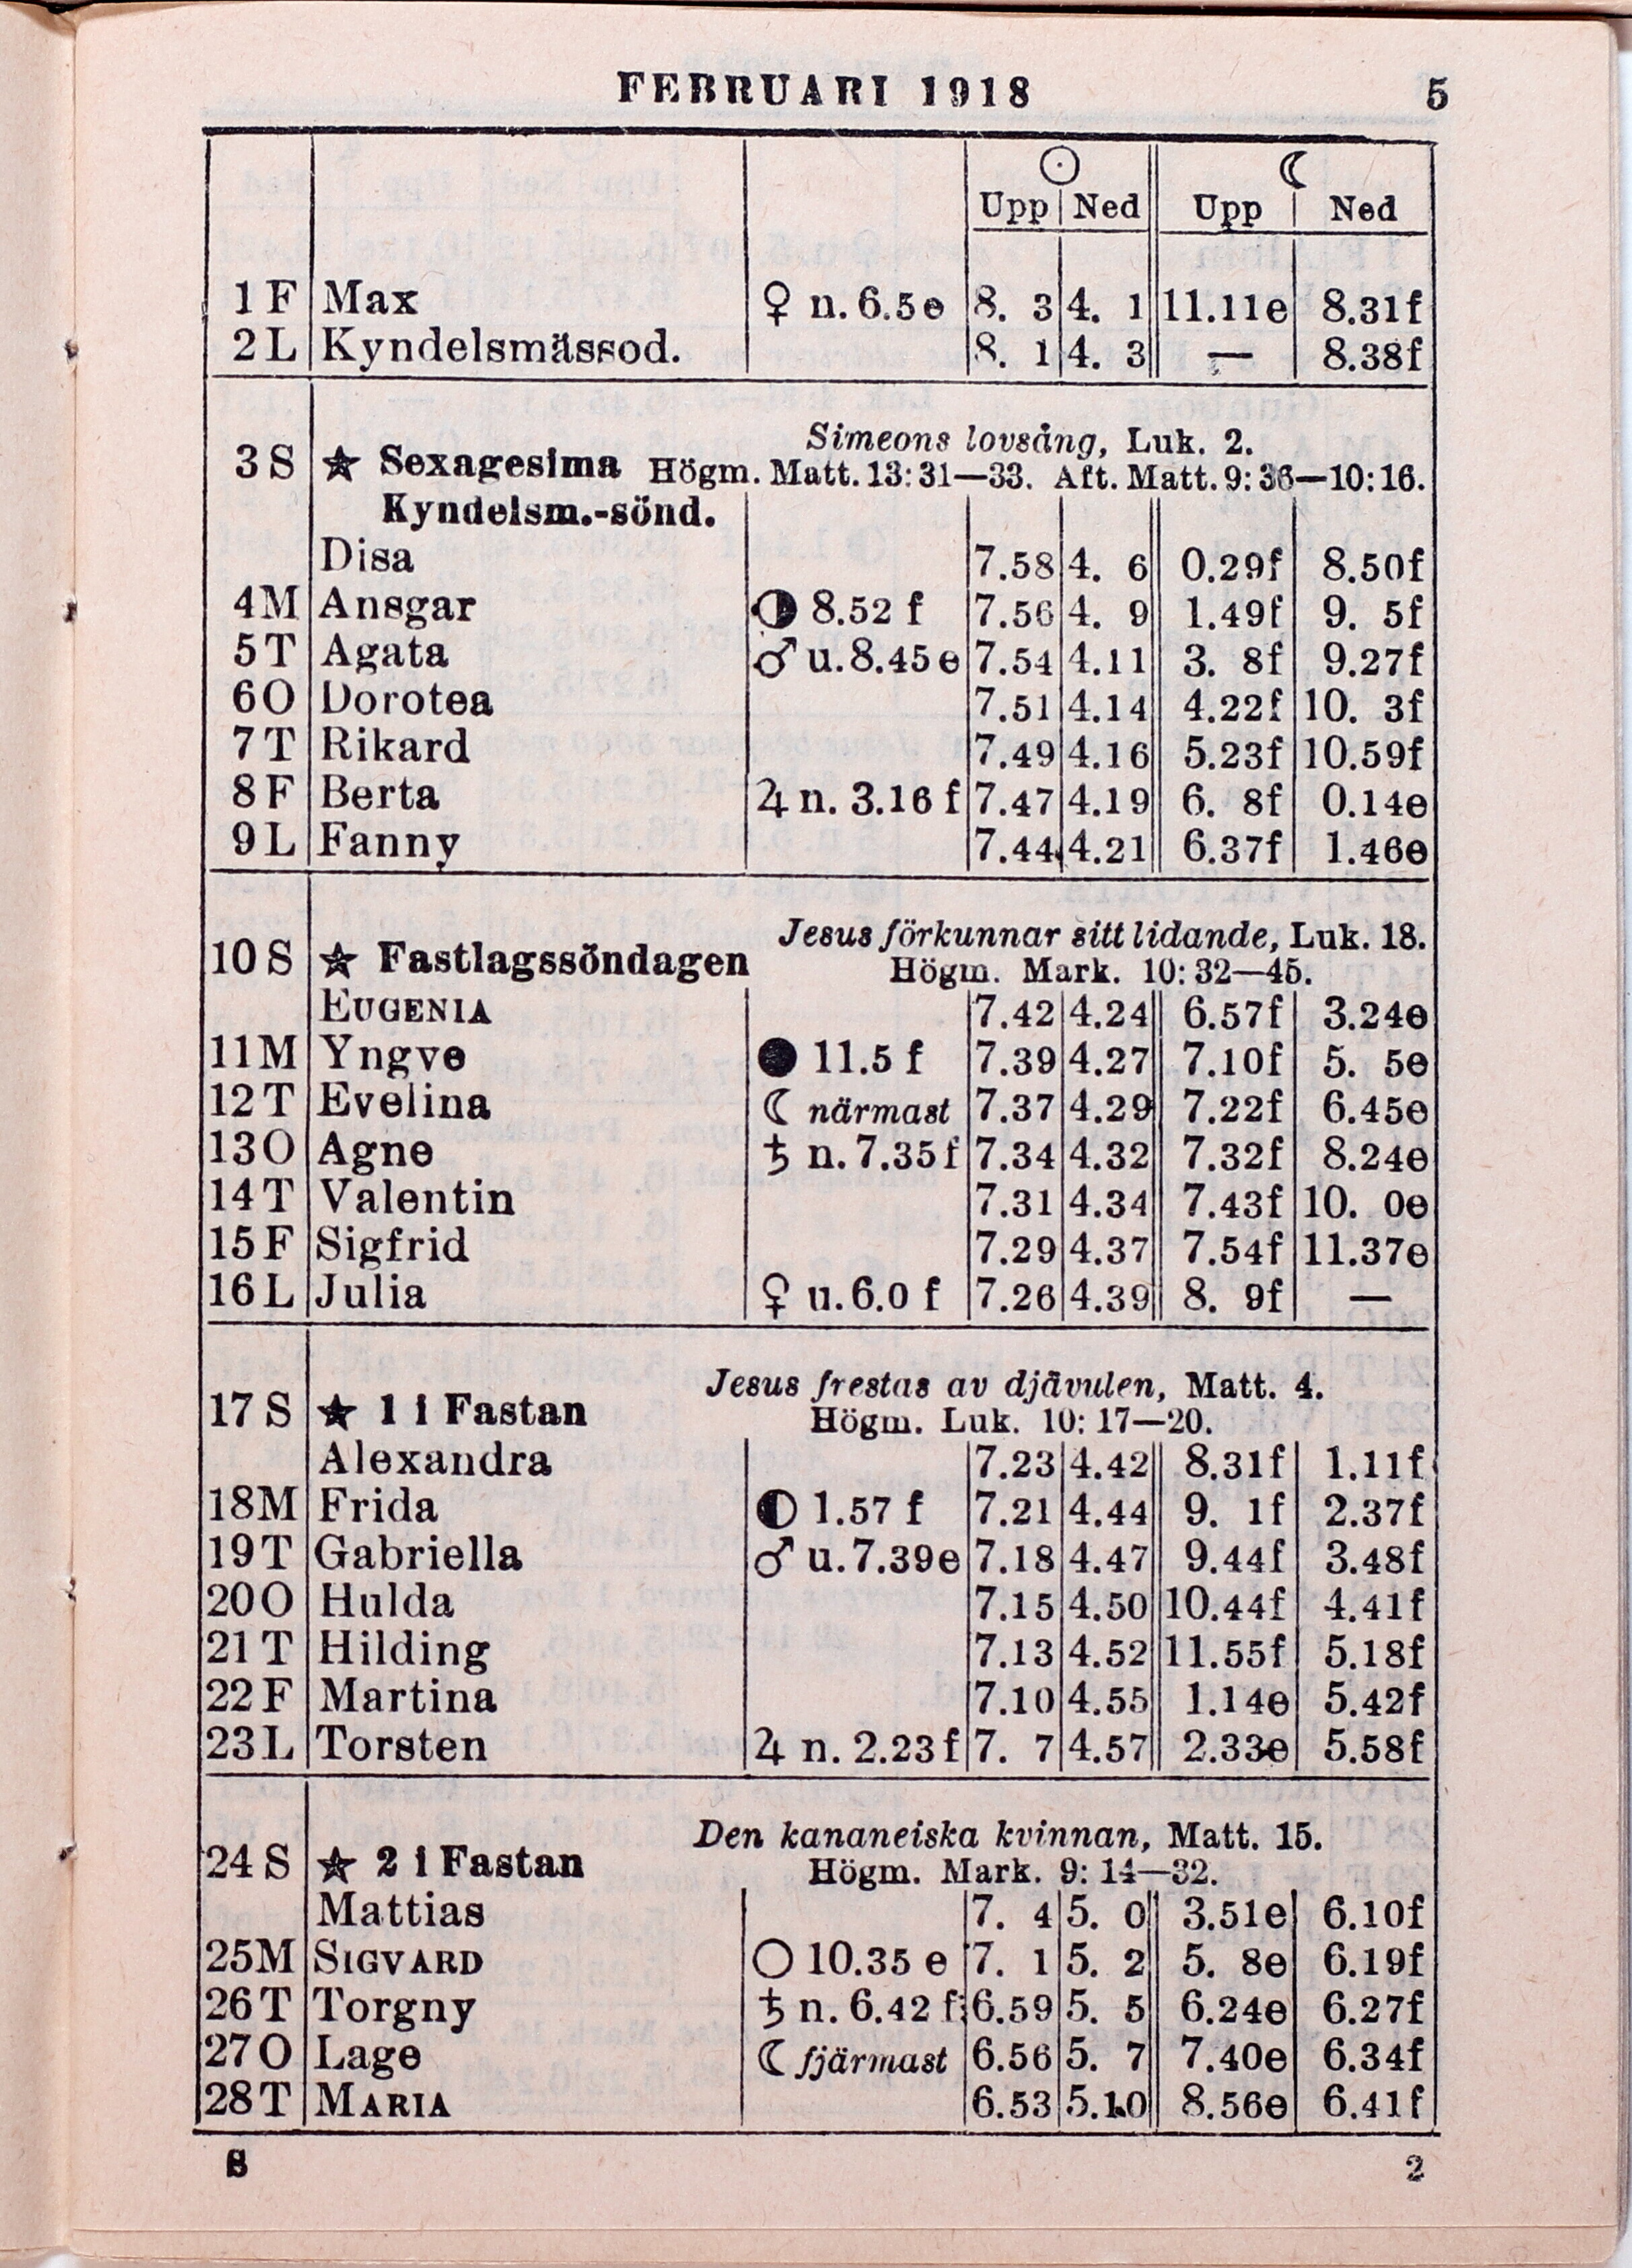 FEBRUARI 1918 5
☉ ☾
Upp Ned Upp Ned
1 F Max ♀ n. 6.5 e 8. 3 4. 1 11.11e 8.31f
2 L Kyndelsmässod. 8. 1 4. 3 — 8.38f
Simeons lovsång, Luk. 2.
3 S ★ Sexagesima Högm. Matt. 13: 31—33. Aft. Matt. 9: 36—10: 16.
Kyndelsm.-sönd.
Disa 7.58 4. 6 0.29f 8.50f
4 M Ansgar ◑ 8.52 f 7.56 4. 9 1.49f 9. 5f
5 T Agata ♂ u. 8.45 e 7.54 4.11 3. 8f 9.27f
6 O Dorotea 7.51 4.14 4.22f 10. 3f
7 T Rikard 7.49 4.16 5.23f 10.59f
8 F Berta ♃ n. 3.16 f 7.47 4.19 6. 8f 0.14e
9 L Fanny 7.44 4.21 6.37f 1.46e
Jesus förkunnar sitt lidande, Luk. 18.
10 S ★ Fastlagssöndagen Högm. Mark. 10: 32—45.
EUGENIA 7.42 4.24 6.57f 3.24e
11 M Yngve ● 11.5 f 7.39 4.27 7.10f 5. 5e
12 T Evelina ☾ närmast 7.37 4.29 7.22f 6.45e
13 O Agne ♄ n. 7.35 f 7.34 4.32 7.32f 8.24e
14 T Valentin 7.31 4.34 7.43f 10. 0e
15 F Sigfrid 7.29 4.37 7.54f 11.37e
16 L Julia ♀ u. 6.0 f 7.26 4.39 8. 9f —
Jesus frestas av djävulen, Matt. 4.
17 S ★ 1 i Fastan Högm. Luk. 10: 17—20.
Alexandra 7.23 4.42 8.31f 1.11f
18 M Frida ◐ 1.57 f 7.21 4.44 9. 1f 2.37f
19 T Gabriella ♂ u. 7.39 e 7.18 4.47 9.44f 3.48f
20 O Hulda 7.15 4.50 10.44f 4.41f
21 T Hilding 7.13 4.52 11.55f 5.18f
22 F Martina 7.10 4.55 1.14e 5.42f
23 L Torsten ♃ n. 2.23 f 7. 7 4.57 2.33e 5.58f
Den kananeiska kvinnan, Matt. 15.
24 S ★ 2 i Fastan Högm. Mark. 9: 14—32.
Mattias 7. 4 5. 0 3.51e 6.10f
25 M SIGVARD ○ 10.35 e 7. 1 5. 2 5. 8e 6.19f
26 T Torgny ♄ n. 6.42 f 6.59 5. 5 6.24e 6.27f
27 O Lage ☾ fjärmast 6.56 5. 7 7.40e 6.34f
28 T MARIA 6.53 5.10 8.56e 6.41f
S 2